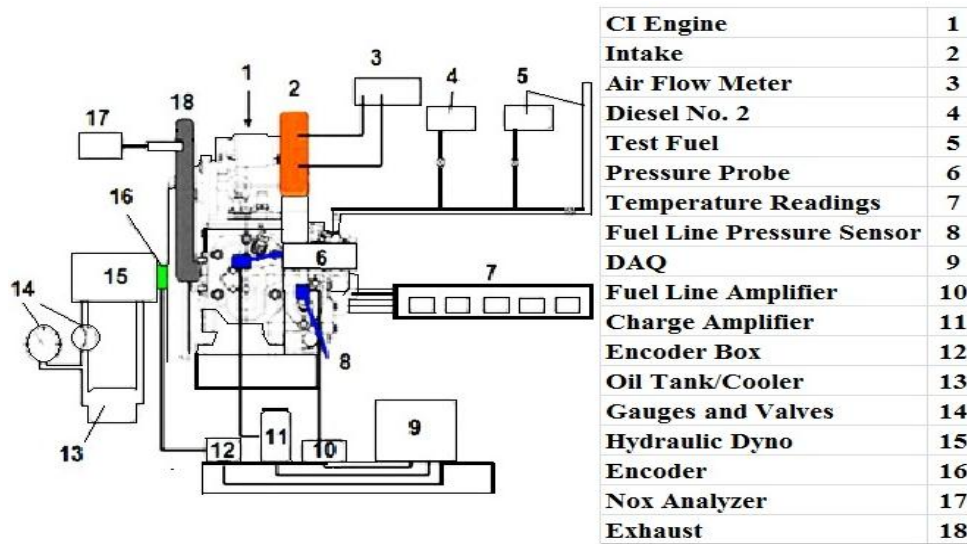 1
2
3
4
5
18
17
16
6
7
15
14
8
9
13
12
11
10
CI Engine 1
Intake 2
Air Flow Meter 3
Diesel No. 2 4
Test Fuel 5
Pressure Probe 6
Temperature Readings 7
Fuel Line Pressure Sensor 8
DAQ 9
Fuel Line Amplifier 10
Charge Amplifier 11
Encoder Box 12
Oil Tank/Cooler 13
Gauges and Valves 14
Hydraulic Dyno 15
Encoder 16
Nox Analyzer 17
Exhaust 18